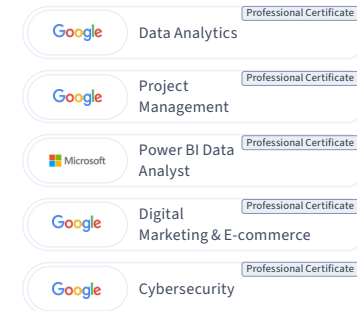 Professional Certificate
Google
Data Analytics
Professional Certificate
Google
Project
Management
Professional Certificate
Microsoft
Power BI Data
Analyst
Professional Certificate
Google
Digital
Marketing & E-commerce
Professional Certificate
Google
Cybersecurity